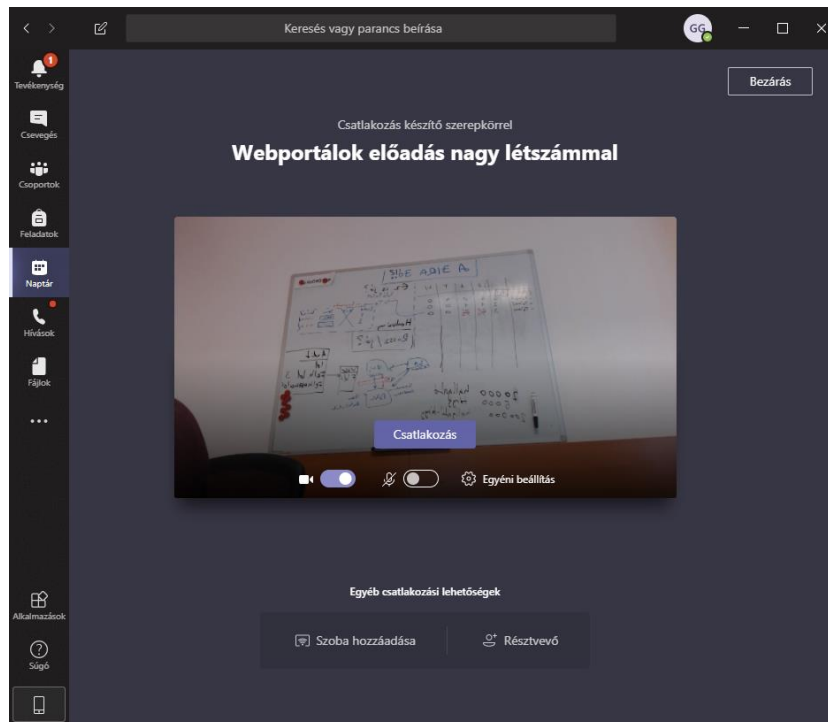 Keresés vagy parancs beírása
GG
1
Tevékenység
Csevegés
Csoportok
Feladatok
Naptár
Hívások
Fájlok
Alkalmazások
Súgó
Bezárás
Csatlakozás készítő szerepkörrel
Webportálok előadás nagy létszámmal
Csatlakozás
Egyéni beállítás
Egyéb csatlakozási lehetőségek
Szoba hozzáadása
Résztvevő